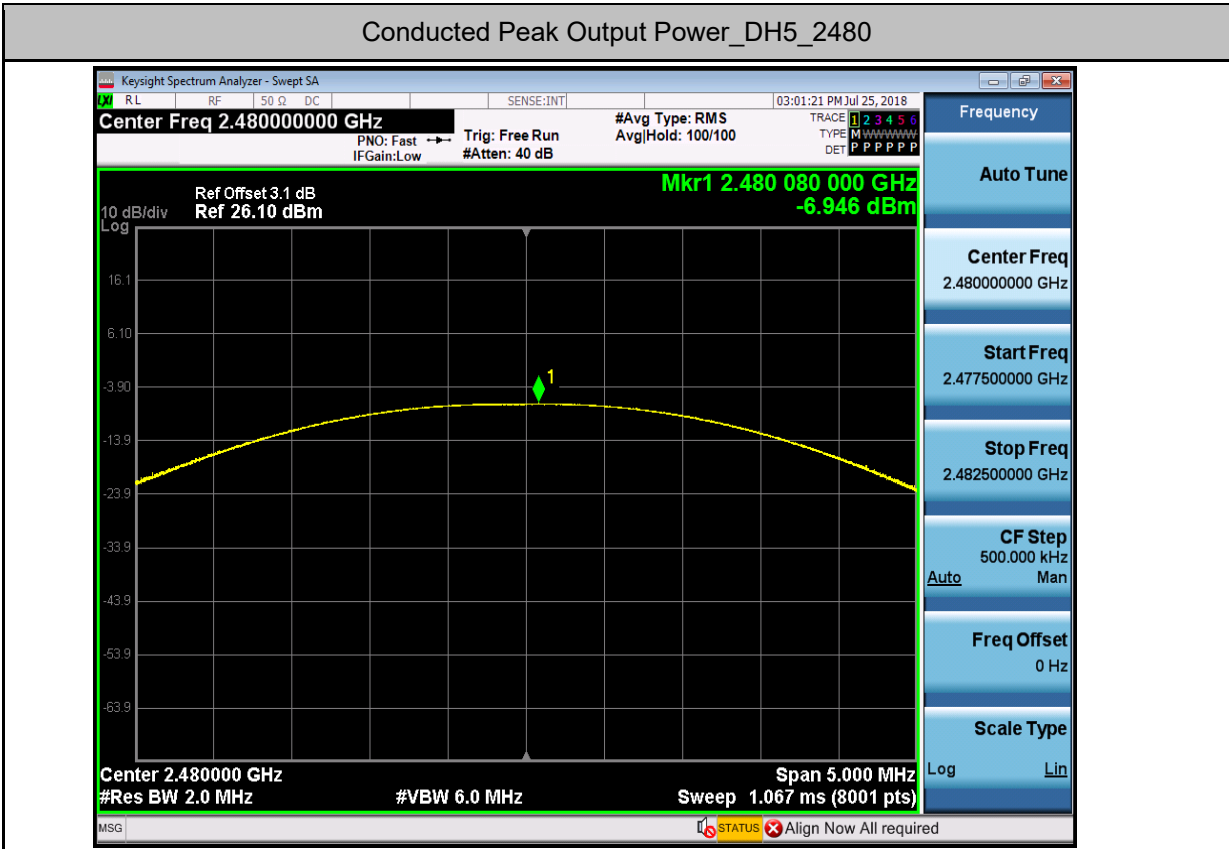 Conducted Peak Output Power_DH5_2480
Keysight Spectrum Analyzer - Swept SA
LXI RL RF 50 Ω DC SENSE:INT 03:01:21 PM Jul 25, 2018
Center Freq 2.480000000 GHz
PNO: Fast
IFGain:Low
Trig: Free Run
#Atten: 40 dB
#Avg Type: RMS
Avg|Hold: 100/100
TRACE 1 2 3 4 5 6
TYPE M WWWWW
DET P P P P P P
Mkr1 2.480 080 000 GHz
-6.946 dBm
Ref Offset 3.1 dB
10 dB/div Ref 26.10 dBm
Log
16.1
6.10
-3.90
-13.9
-23.9
-33.9
-43.9
-53.9
-63.9
1
Center 2.480000 GHz Span 5.000 MHz
#Res BW 2.0 MHz #VBW 6.0 MHz Sweep 1.067 ms (8001 pts)
MSG STATUS Align Now All required
Frequency
Auto Tune
Center Freq
2.480000000 GHz
Start Freq
2.477500000 GHz
Stop Freq
2.482500000 GHz
CF Step
500.000 kHz
Auto Man
Freq Offset
0 Hz
Scale Type
Log Lin